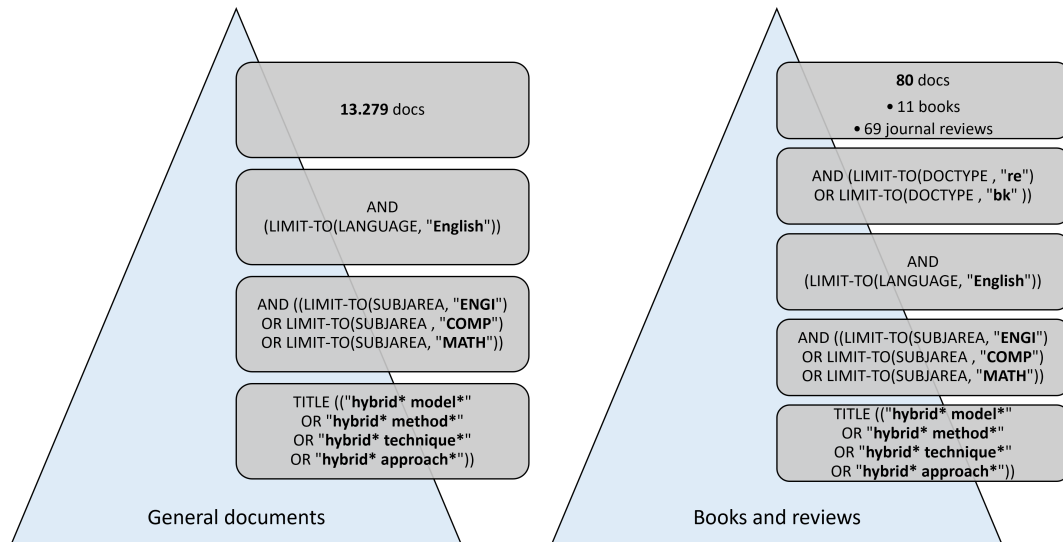 13.279 docs
AND
(LIMIT-TO(LANGUAGE, "English"))
AND ((LIMIT-TO(SUBJAREA, "ENGI")
OR LIMIT-TO(SUBJAREA , "COMP")
OR LIMIT-TO(SUBJAREA, "MATH"))
TITLE (("hybrid* model*"
OR "hybrid* method*"
OR "hybrid* technique*"
OR "hybrid* approach*"))
General documents
80 docs
• 11 books
• 69 journal reviews
AND (LIMIT-TO(DOCTYPE , "re")
OR LIMIT-TO(DOCTYPE , "bk" ))
AND
(LIMIT-TO(LANGUAGE, "English"))
AND ((LIMIT-TO(SUBJAREA, "ENGI")
OR LIMIT-TO(SUBJAREA , "COMP")
OR LIMIT-TO(SUBJAREA, "MATH"))
TITLE (("hybrid* model*"
OR "hybrid* method*"
OR "hybrid* technique*"
OR "hybrid* approach*"))
Books and reviews